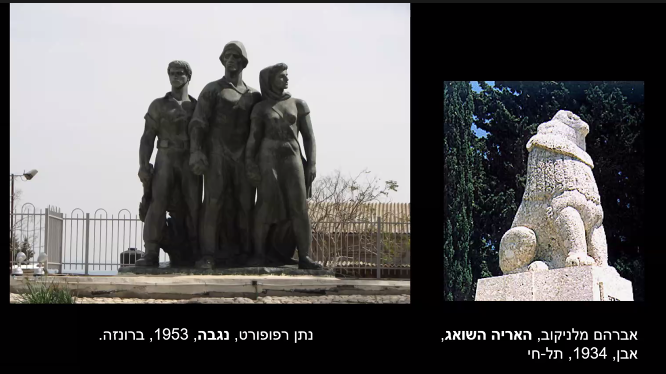 אברהם מלניקוב, האריה השואג,
אבן, 1934, תל-חי
נתן רפופורט, נגבה, 1953, ברונזה.